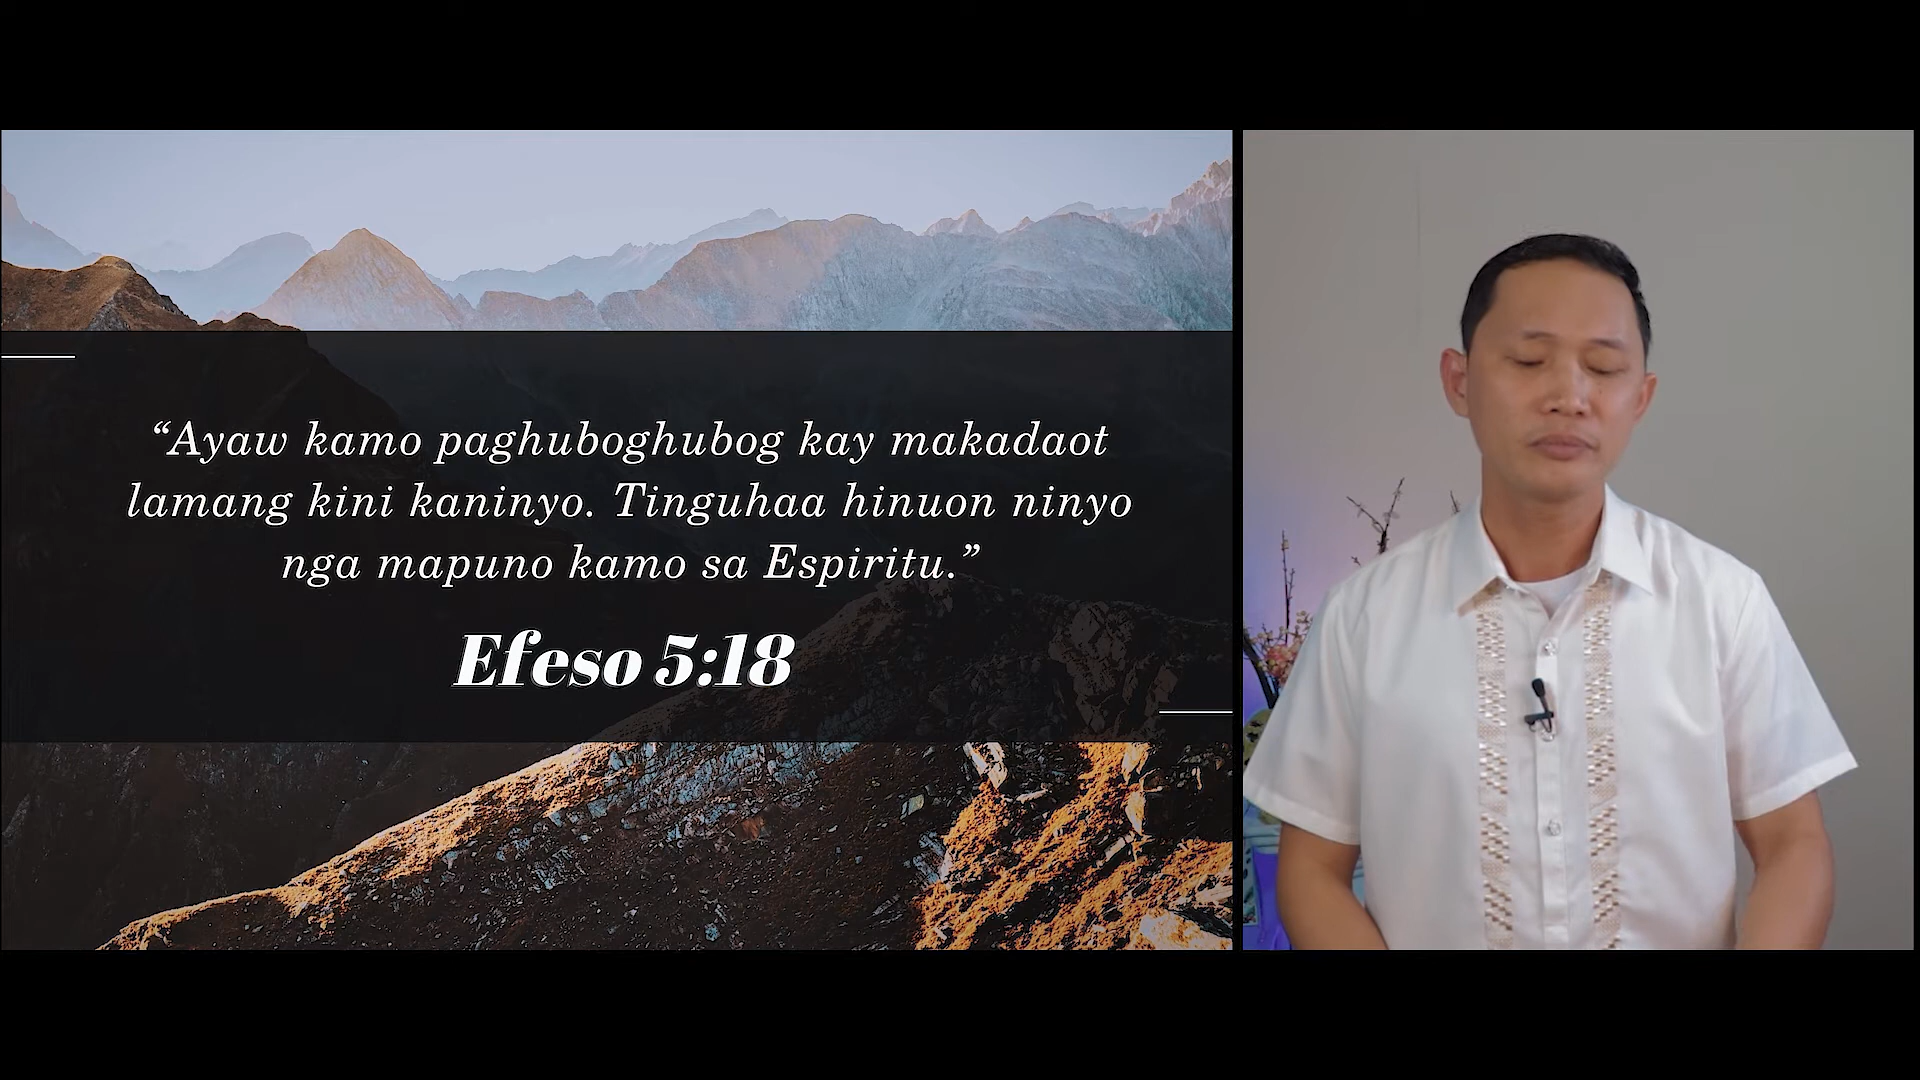 “Ayaw kamo paghuboghubog kay makadaot
lamang kini kaninyo. Tinguhaa hinuon ninyo
nga mapuno kamo sa Espiritu.”
Efeso 5:18